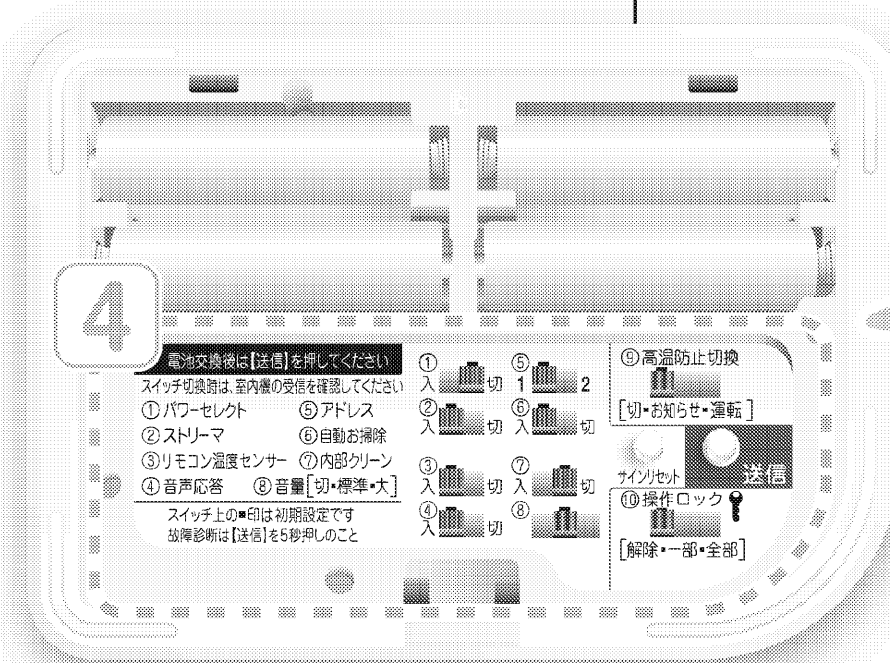 4
電池交換後は【送信】を押してください
スイッチ切換時は、室内機の受信を確認してください
①パワーセレクト ⑤アドレス
②ストリーマ ⑥自動お掃除
③リモコン温度センサー ⑦内部クリーン
④音声応答 ⑧音量[切▪標準▪大]
スイッチ上の■印は初期設定です
故障診断は【送信】を5秒押しのこと
① 入 切 ⑤ 1 2
② 入 切 ⑥ 入 切
③ 入 切 ⑦ 入 切
④ 入 切 ⑧
⑨高温防止切換
[切▪お知らせ▪運転]
サインリセット 送信
⑩操作ロック
[解除▪一部▪全部]